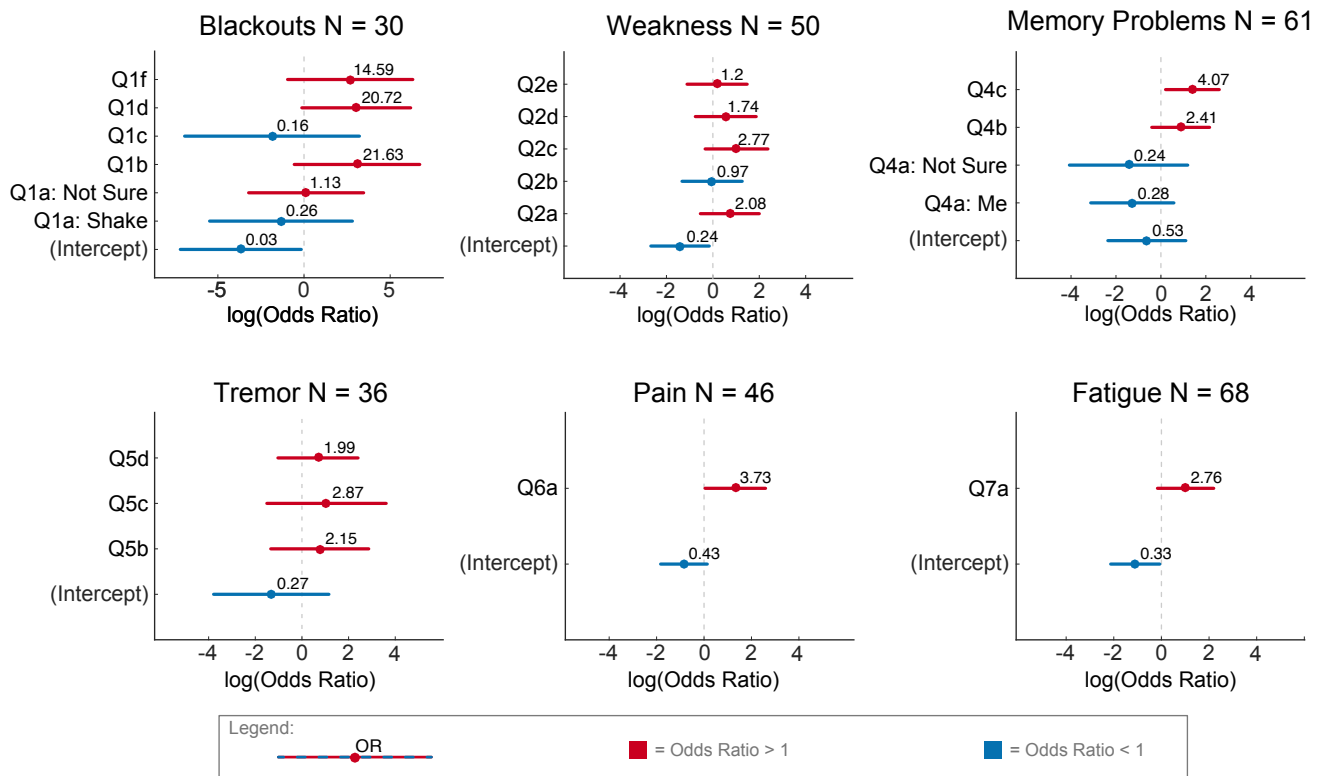 Blackouts N = 30
Q1f
14.59
Q1d
20.72
Q1c
0.16
Q1b
21.63
Q1a: Not Sure
1.13
Q1a: Shake
0.26
(Intercept)
0.03
-5 0 5
log(Odds Ratio)
Weakness N = 50
Q2e
1.2
Q2d
1.74
Q2c
2.77
Q2b
0.97
Q2a
2.08
(Intercept)
0.24
-4 -2 0 2 4
log(Odds Ratio)
Memory Problems N = 61
Q4c
4.07
Q4b
2.41
Q4a: Not Sure
0.24
Q4a: Me
0.28
(Intercept)
0.53
-4 -2 0 2 4
log(Odds Ratio)
Tremor N = 36
Q5d
1.99
Q5c
2.87
Q5b
2.15
(Intercept)
0.27
-4 -2 0 2 4
log(Odds Ratio)
Pain N = 46
Q6a
3.73
(Intercept)
0.43
-4 -2 0 2 4
log(Odds Ratio)
Fatigue N = 68
Q7a
2.76
(Intercept)
0.33
-4 -2 0 2 4
log(Odds Ratio)
Legend:
OR
= Odds Ratio > 1
= Odds Ratio < 1